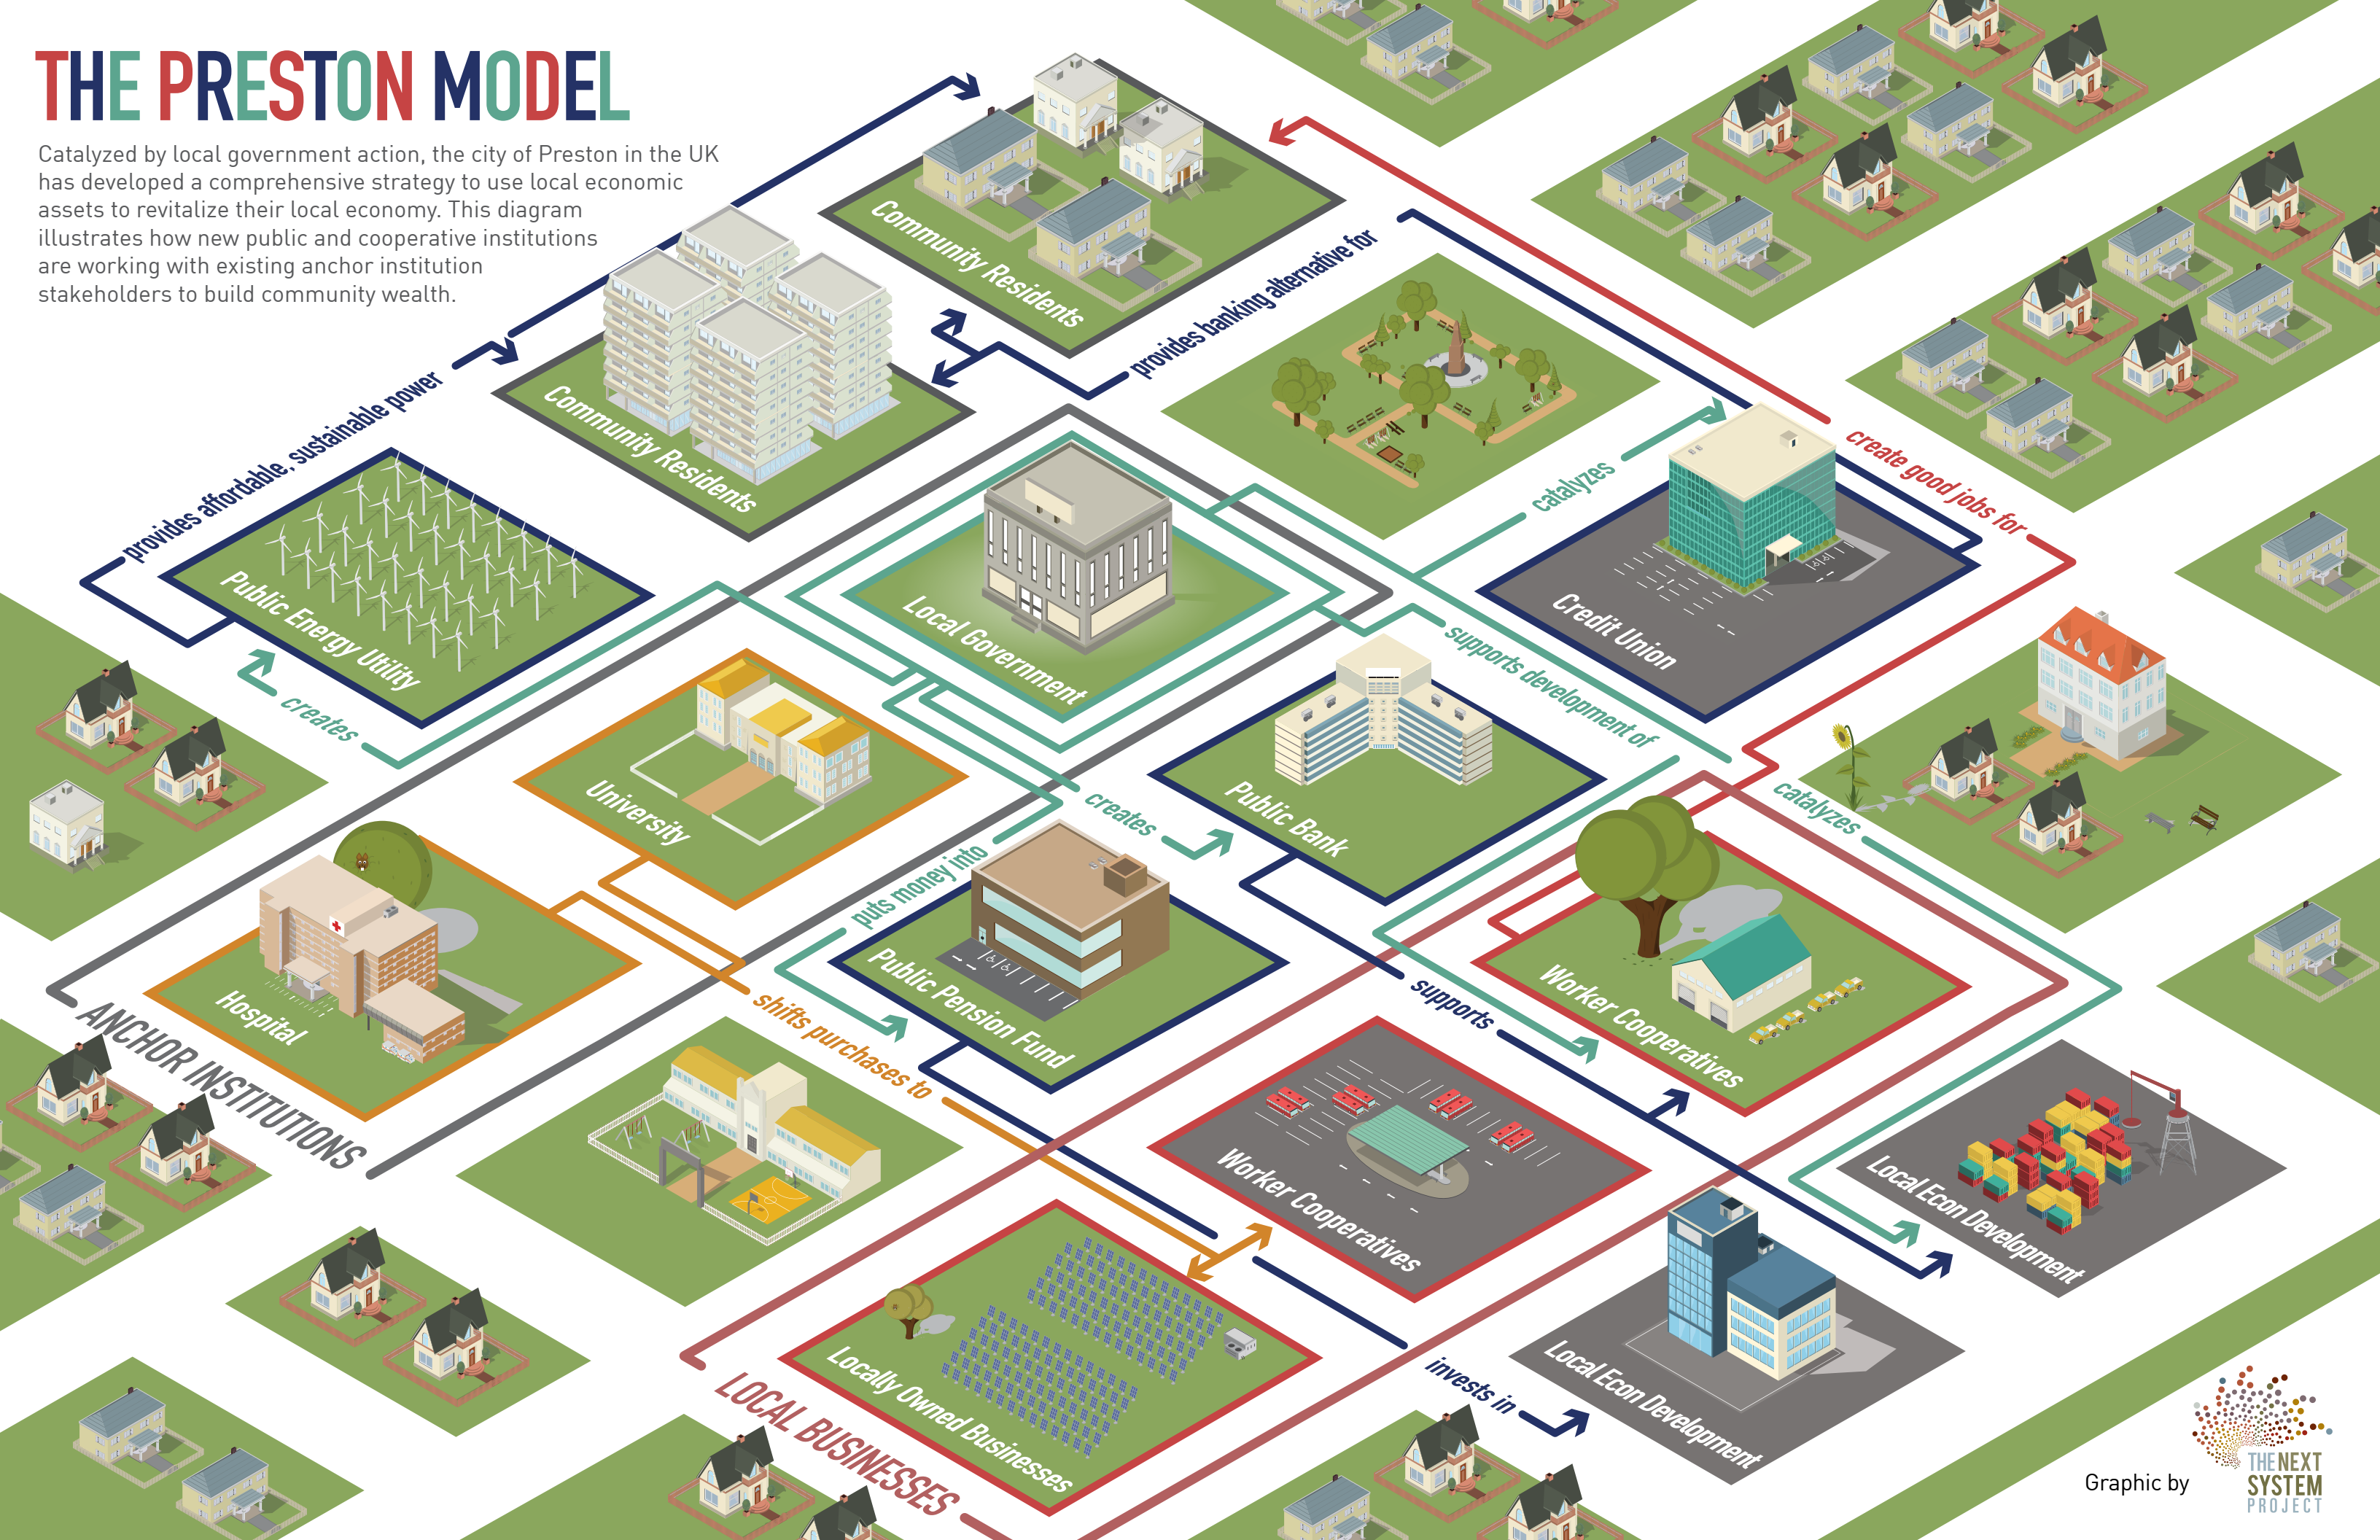 THE PRESTON MODEL
Catalyzed by local government action, the city of Preston in the UK
has developed a comprehensive strategy to use local economic
assets to revitalize their local economy. This diagram
illustrates how new public and cooperative institutions
are working with existing anchor institution
stakeholders to build community wealth.
Community Residents
provides banking alternative for
Community Residents
provides affordable, sustainable power
create good jobs for
catalyzes
Public Energy Utility
Local Government
Credit Union
creates
supports development of
University
Public Bank
creates
catalyzes
puts money into
Hospital
Public Pension Fund
Worker Cooperatives
shifts purchases to
supports
ANCHOR INSTITUTIONS
Worker Cooperatives
Local Econ Development
Locally Owned Businesses
Local Econ Development
invests in
LOCAL BUSINESSES
Graphic by
THE NEXT
SYSTEM
PROJECT